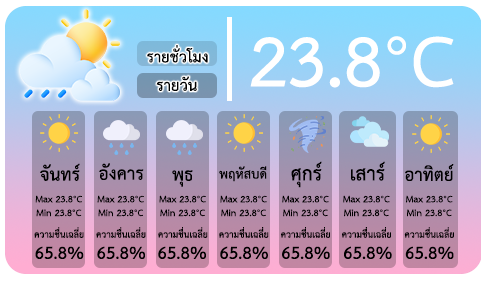 รายชั่วโมง
รายวัน
23.8°C
จันทร์ อังคาร พุธ พฤหัสบดี ศุกร์ เสาร์ อาทิตย์
Max 23.8°C Max 23.8°C Max 23.8°C Max 23.8°C Max 23.8°C Max 23.8°C Max 23.8°C
Min 23.8°C Min 23.8°C Min 23.8°C Min 23.8°C Min 23.8°C Min 23.8°C Min 23.8°C
ความชื้นเฉลี่ย ความชื้นเฉลี่ย ความชื้นเฉลี่ย ความชื้นเฉลี่ย ความชื้นเฉลี่ย ความชื้นเฉลี่ย ความชื้นเฉลี่ย
65.8% 65.8% 65.8% 65.8% 65.8% 65.8% 65.8%